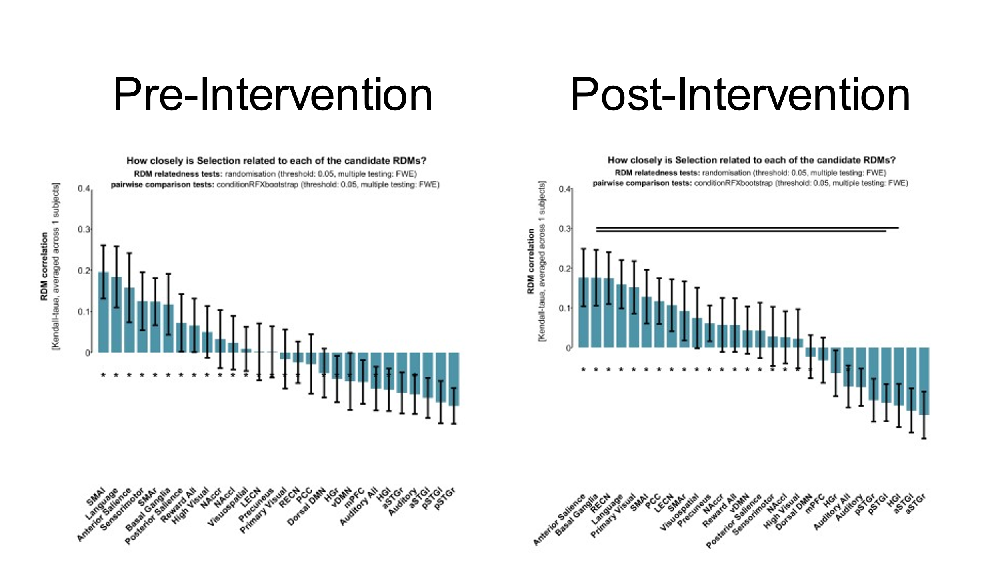 Pre-Intervention
How closely is Selection related to each of the candidate RDMs?
RDM relatedness tests: randomisation (threshold: 0.05, multiple testing: FWE)
pairwise comparison tests: conditionRFXbootstrap (threshold: 0.05, multiple testing: FWE)
RDM correlation
[Kendall-taua, averaged across 1 subjects]
0.4
0.3
0.2
0.1
0
* * * * * * * * * * * * * * * * * * * * * *
SMAl
Language
Anterior Salience
Sensorimotor
SMAr
Basal Ganglia
Posterior Salience
Reward All
High Visual
NAccr
NAccl
Visuospatial
LECN
Precuneus
Primary Visual
RECN
PCC
Dorsal DMN
HGr
vDMN
mPFC
Auditory All
HGl
aSTGr
Auditory
aSTGl
pSTGl
pSTGr
Post-Intervention
How closely is Selection related to each of the candidate RDMs?
RDM relatedness tests: randomisation (threshold: 0.05, multiple testing: FWE)
pairwise comparison tests: conditionRFXbootstrap (threshold: 0.05, multiple testing: FWE)
RDM correlation
[Kendall-taua, averaged across 1 subjects]
0.4
0.3
0.2
0.1
0
* * * * * * * * * * * * * * * * * * * *
Anterior Salience
Basal Ganglia
RECN
Language
Primary Visual
SMAl
PCC
LECN
SMAr
Visuospatial
Precuneus
NAccr
Reward All
vDMN
Posterior Salience
Sensorimotor
NAccl
High Visual
Dorsal DMN
mPFC
HGr
Auditory All
Auditory
pSTGr
pSTGl
HGl
aSTGl
aSTGr